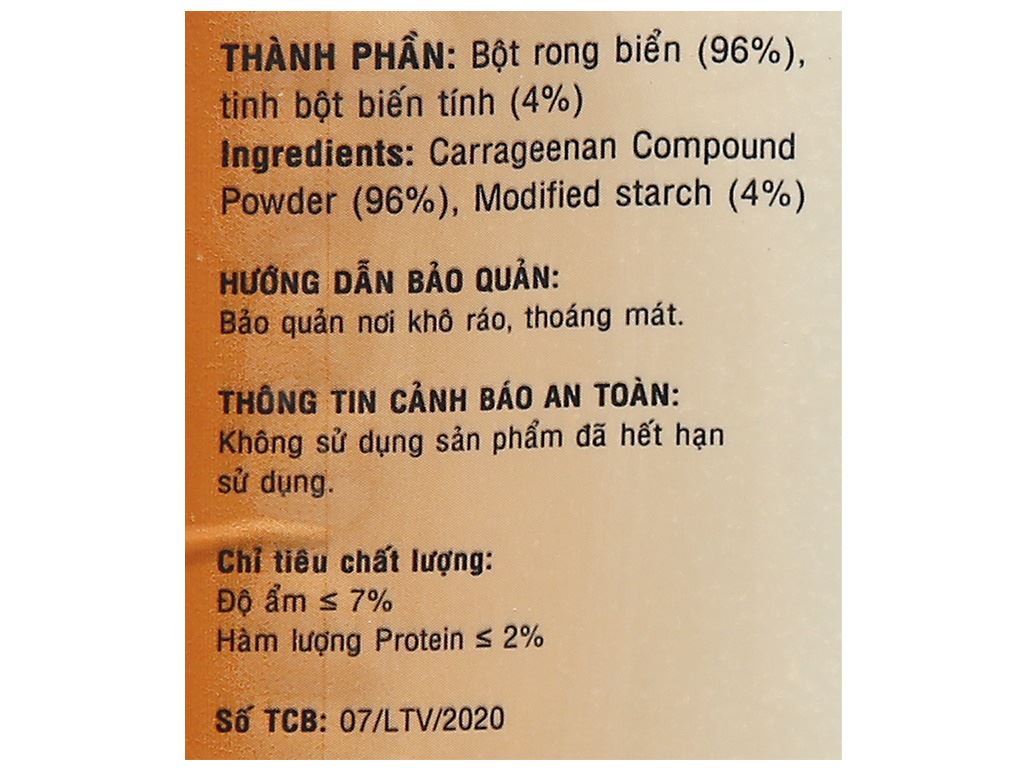 THÀNH PHẦN: Bột rong biển (96%),
tinh bột biến tính (4%)
Ingredients: Carrageenan Compound
Powder (96%), Modified starch (4%)
HƯỚNG DẪN BẢO QUẢN:
Bảo quản nơi khô ráo, thoáng mát.
THÔNG TIN CẢNH BÁO AN TOÀN:
Không sử dụng sản phẩm đã hết hạn
sử dụng.
Chỉ tiêu chất lượng:
Độ ẩm ≤ 7%
Hàm lượng Protein ≤ 2%
Số TCB: 07/LTV/2020